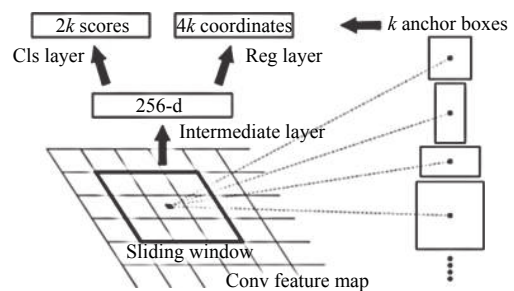 2k scores
4k coordinates
k anchor boxes
Cls layer
Reg layer
256-d
Intermediate layer
Sliding window
Conv feature map